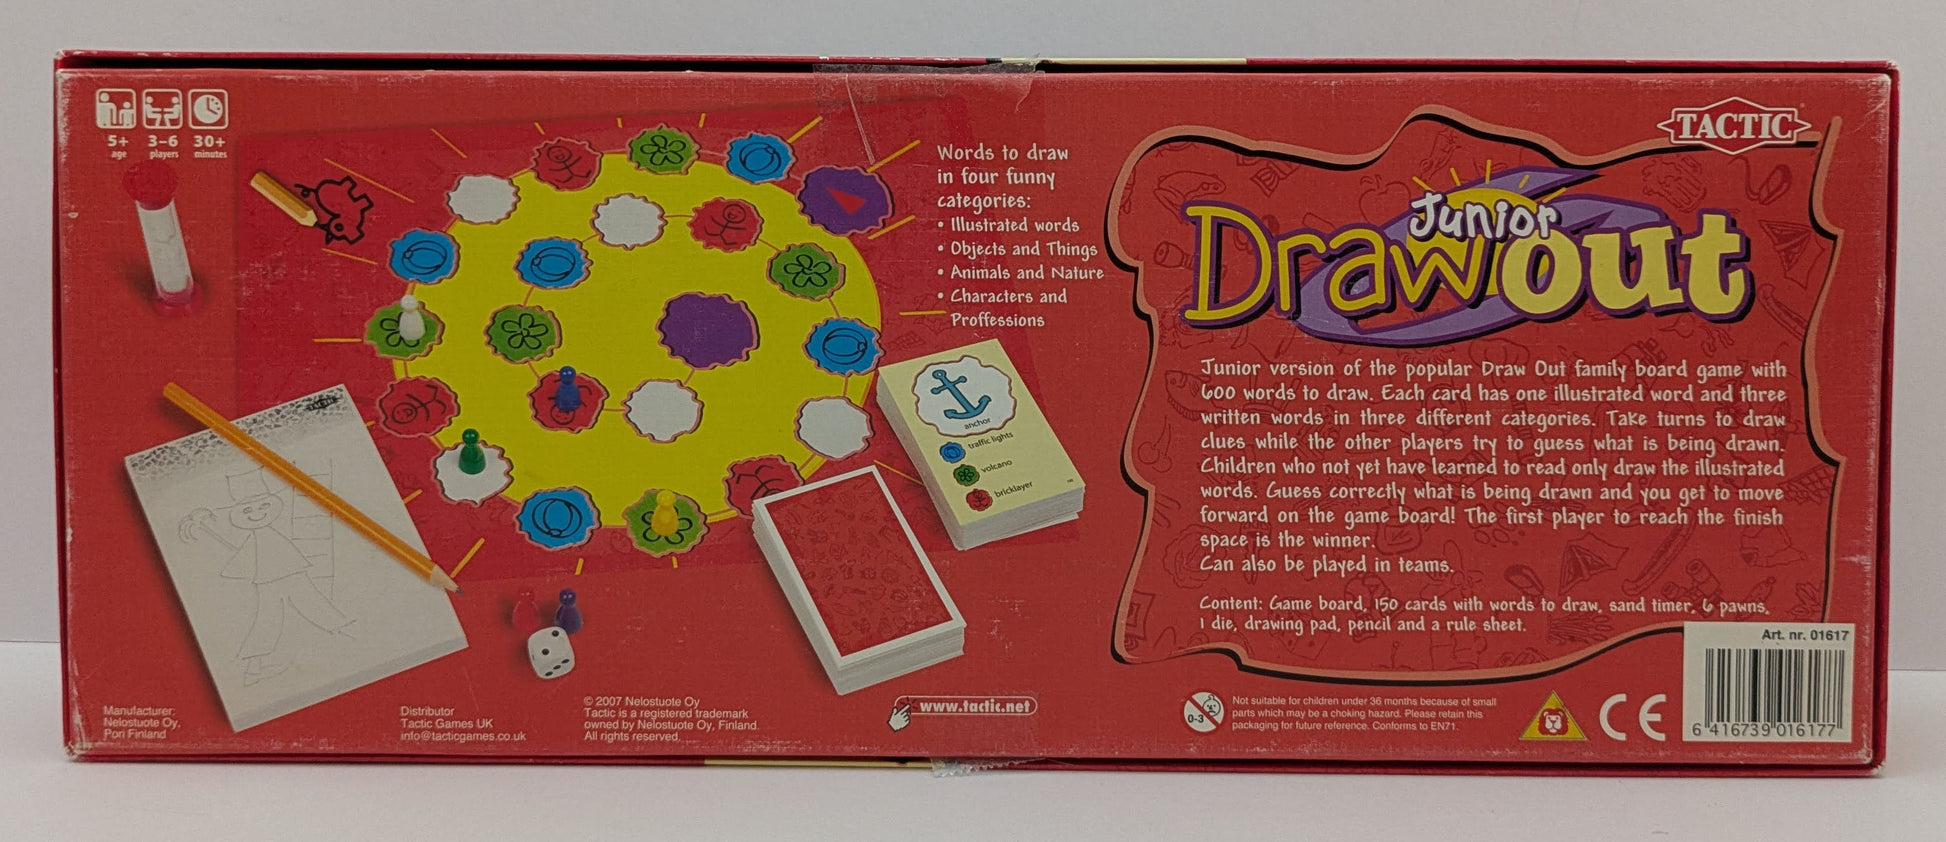 5+
age
3-6
players
30+
minutes
Words to draw
in four funny
categories:
• Illustrated words
• Objects and Things
• Animals and Nature
• Characters and
Proffessions
TACTIC
anchor
traffic lights
volcano
bricklayer
TACTIC
Junior
Draw out
Junior version of the popular Draw Out family board game with
600 words to draw. Each card has one illustrated word and three
written words in three different categories. Take turns to draw
clues while the other players try to guess what is being drawn.
Children who not yet have learned to read only draw the illustrated
words. Guess correctly what is being drawn and you get to move
forward on the game board! The first player to reach the finish
space is the winner.
Can also be played in teams.
Content: Game board, 150 cards with words to draw, sand timer, 6 pawns,
1 die, drawing pad, pencil and a rule sheet.
Manufacturer:
Nelostuote Oy,
Pori Finland
Distributor
Tactic Games UK
info@tacticgames.co.uk
© 2007 Nelostuote Oy
Tactic is a registered trademark
owned by Nelostuote Oy, Finland.
All rights reserved.
www.tactic.net
0-3
Not suitable for children under 36 months because of small
parts which may be a choking hazard. Please retain this
packaging for future reference. Conforms to EN71.
CE
Art. nr. 01617
6 416739 016177